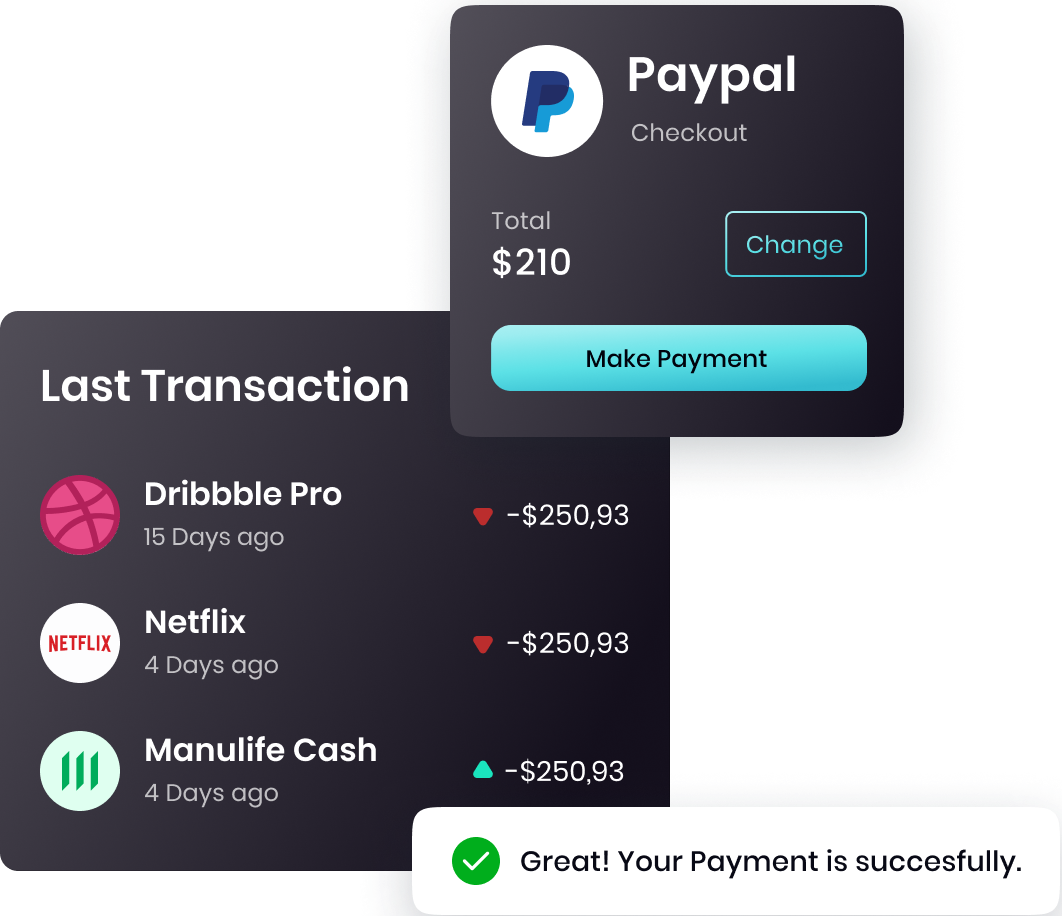 Paypal
Checkout
Total
$210
Change
Make Payment
Last Transaction
Dribbble Pro
15 Days ago
-$250,93
NETFLIX
Netflix
4 Days ago
-$250,93
Manulife Cash
4 Days ago
-$250,93
Great! Your Payment is succesfully.